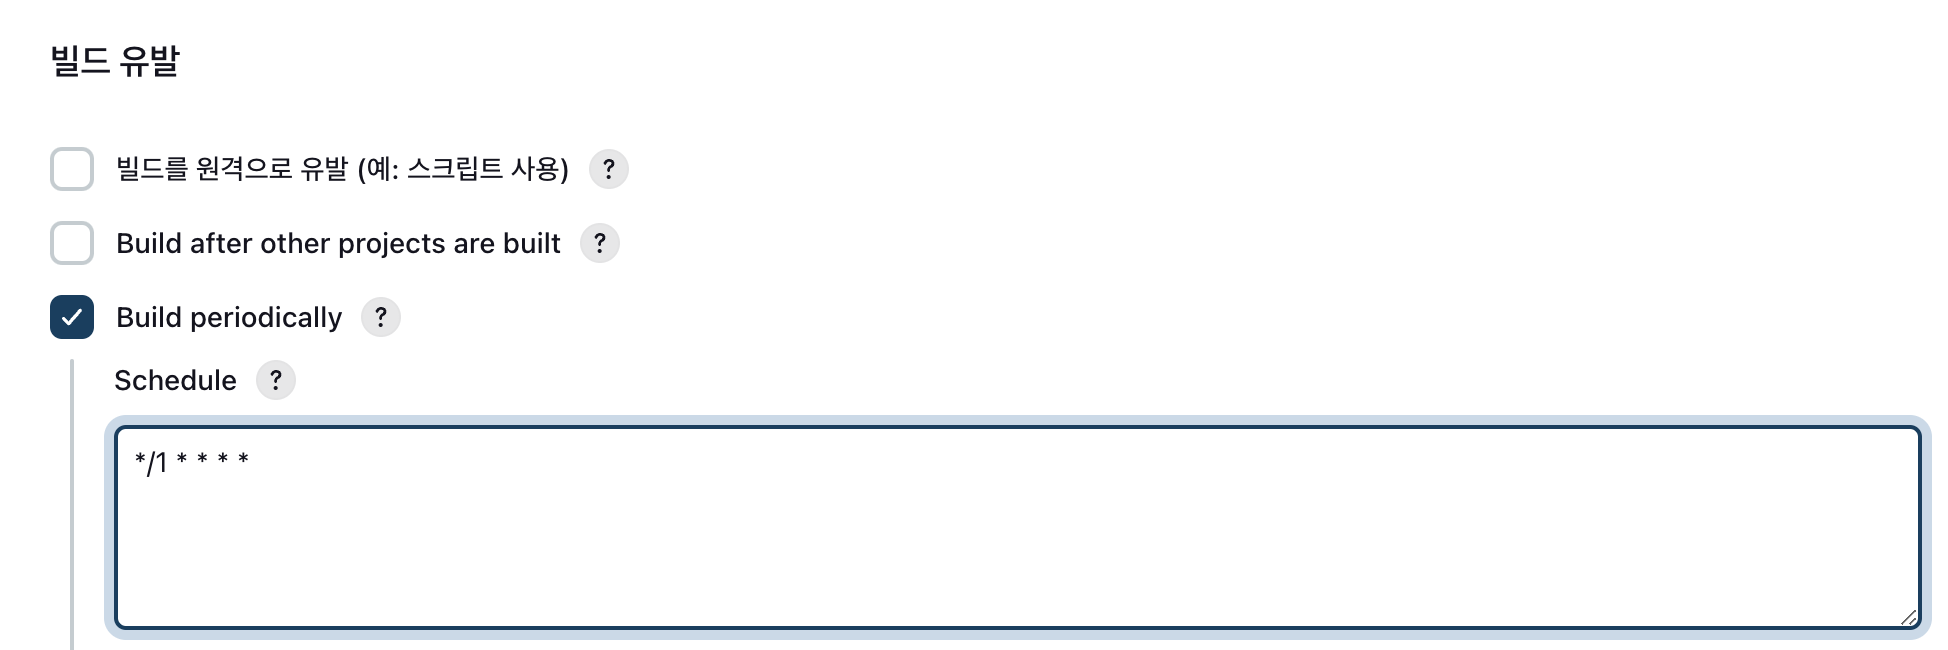 빌드 유발
빌드를 원격으로 유발 (예: 스크립트 사용) ?
Build after other projects are built ?
Build periodically ?
Schedule ?
*/1 * * * *